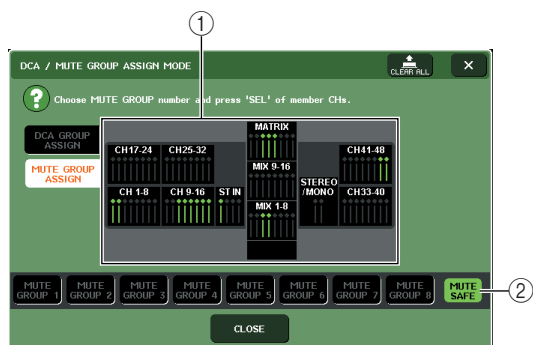 1
DCA / MUTE GROUP ASSIGN MODE
CLEAR ALL
×
? Choose MUTE GROUP number and press 'SEL' of member CHs.
DCA GROUP
ASSIGN
MUTE GROUP
ASSIGN
MATRIX
CH17-24 CH25-32 CH41-48
MIX 9-16
STEREO
/MONO
CH 1-8 CH 9-16 ST IN CH33-40
MIX 1-8
MUTE
GROUP 1
MUTE
GROUP 2
MUTE
GROUP 3
MUTE
GROUP 4
MUTE
GROUP 5
MUTE
GROUP 6
MUTE
GROUP 7
MUTE
GROUP 8
MUTE
SAFE
2
CLOSE